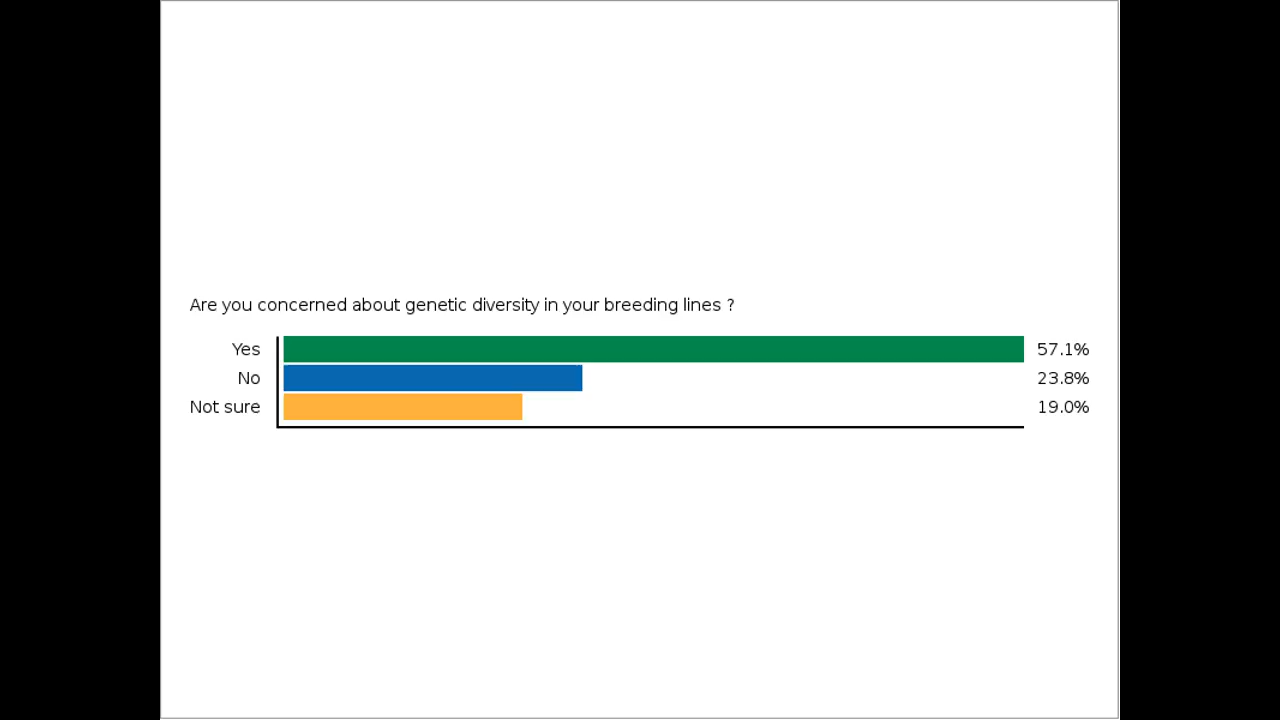 Are you concerned about genetic diversity in your breeding lines ?
Yes 57.1%
No 23.8%
Not sure 19.0%